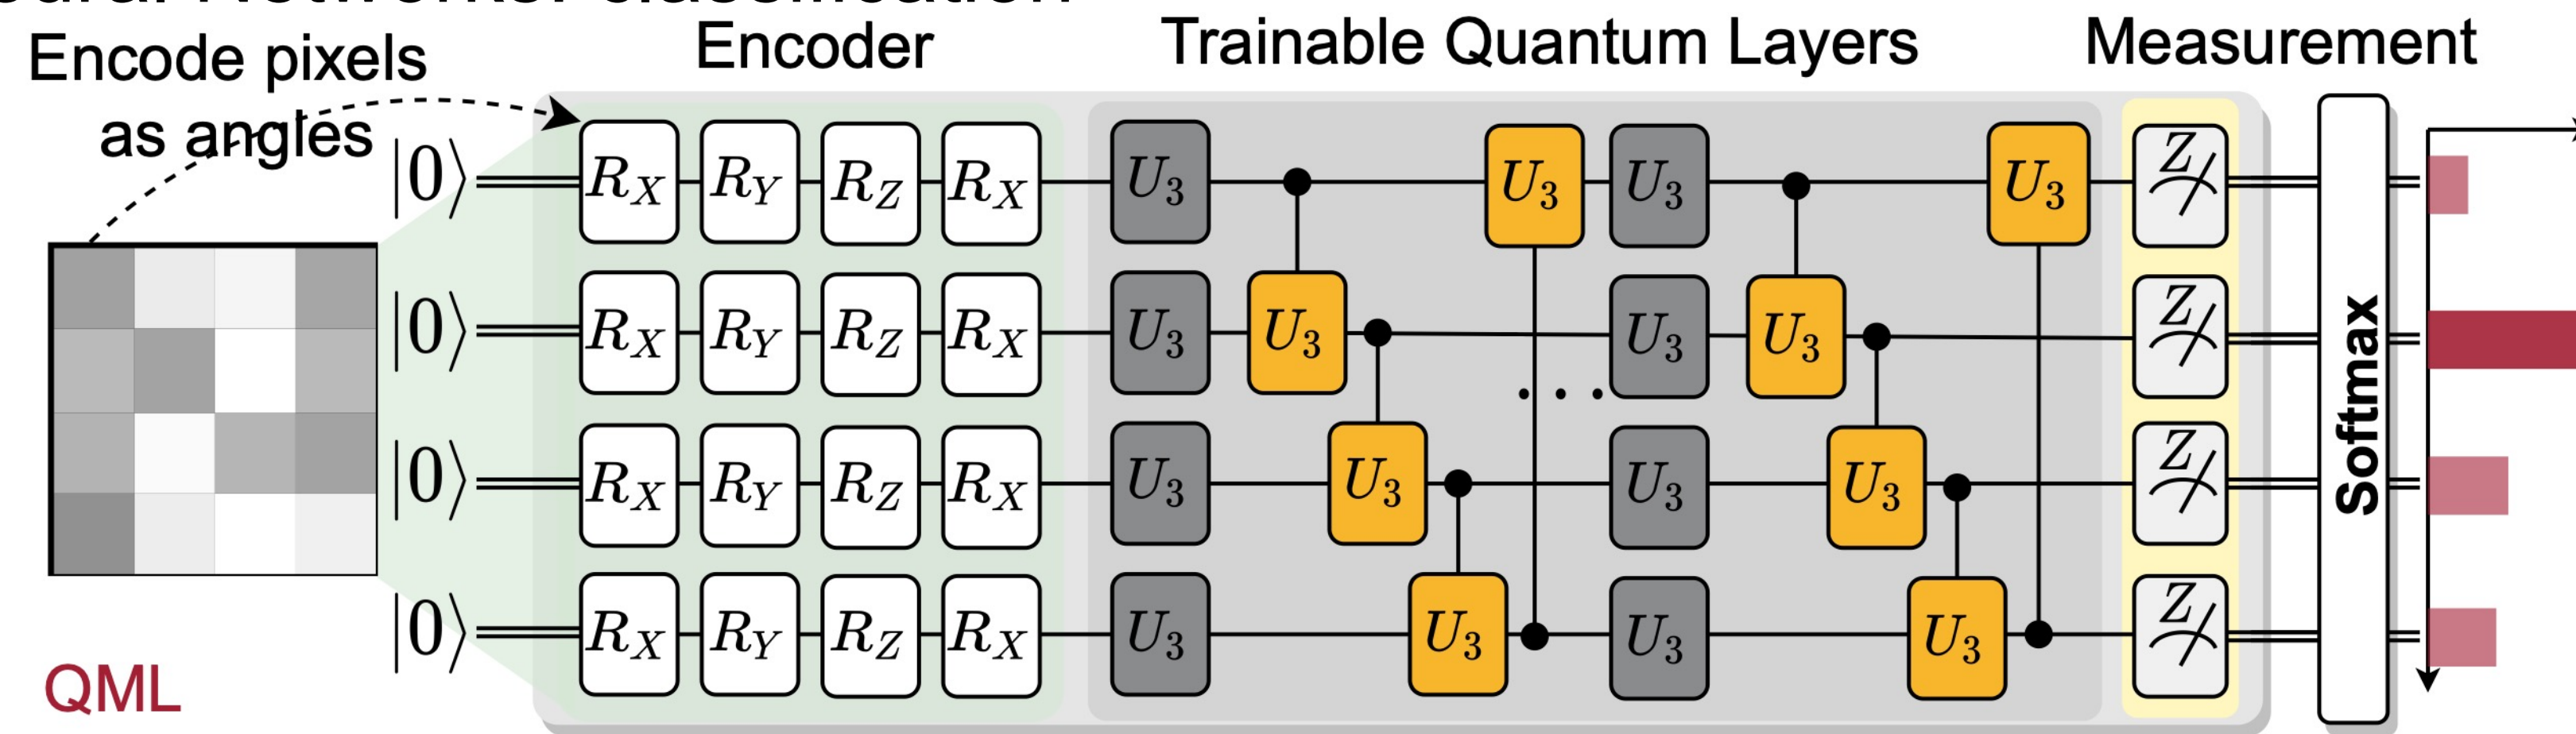 Encode pixels
as angles
Encoder
Trainable Quantum Layers
Measurement
|0⟩ R_X R_Y R_Z R_X U_3 U_3 U_3 U_3 Z
|0⟩ R_X R_Y R_Z R_X U_3 U_3 U_3 U_3 Z
...
|0⟩ R_X R_Y R_Z R_X U_3 U_3 U_3 U_3 Z
|0⟩ R_X R_Y R_Z R_X U_3 U_3 U_3 U_3 Z
Softmax
QML